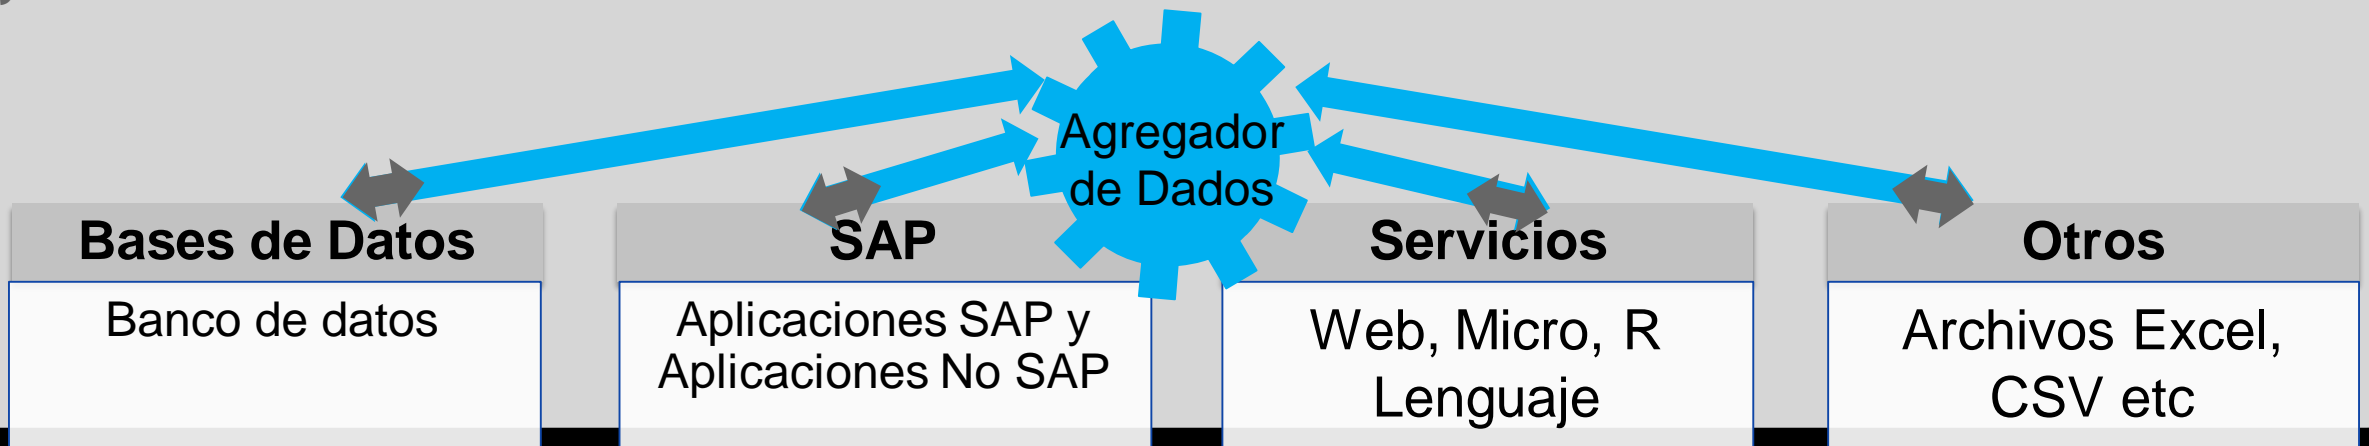 Agregador
de Dados
Bases de Datos
Banco de datos
SAP
Aplicaciones SAP y
Aplicaciones No SAP
Servicios
Web, Micro, R
Lenguaje
Otros
Archivos Excel,
CSV etc